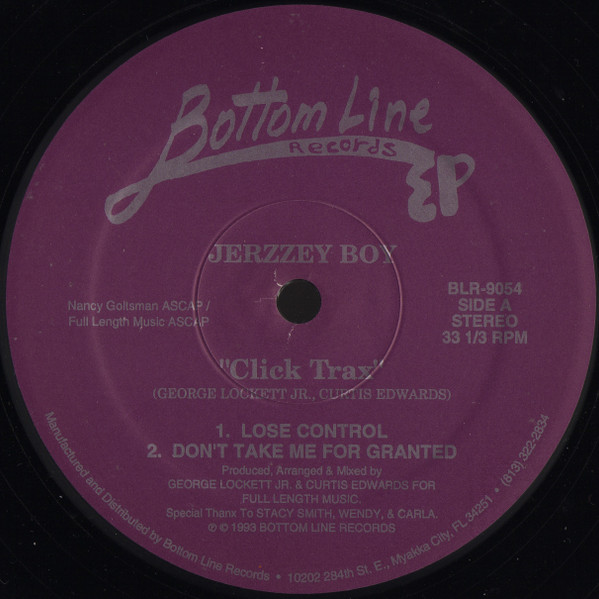 Bottom Line
Records
EP
JERZZEY BOY
Nancy Goltsman ASCAP /
Full Length Music ASCAP
BLR-9054
SIDE A
STEREO
33 1/3 RPM
"Click Trax"
(GEORGE LOCKETT JR., CURTIS EDWARDS)
1. LOSE CONTROL
2. DON'T TAKE ME FOR GRANTED
Produced, Arranged & Mixed by
GEORGE LOCKETT JR. & CURTIS EDWARDS FOR
FULL LENGTH MUSIC.
Special Thanx To STACY SMITH, WENDY, & CARLA.
℗ © 1993 BOTTOM LINE RECORDS
Manufactured and Distributed by Bottom Line Records • 10202 284th St. E., Myakka City, FL 34251 • (813) 322-2834